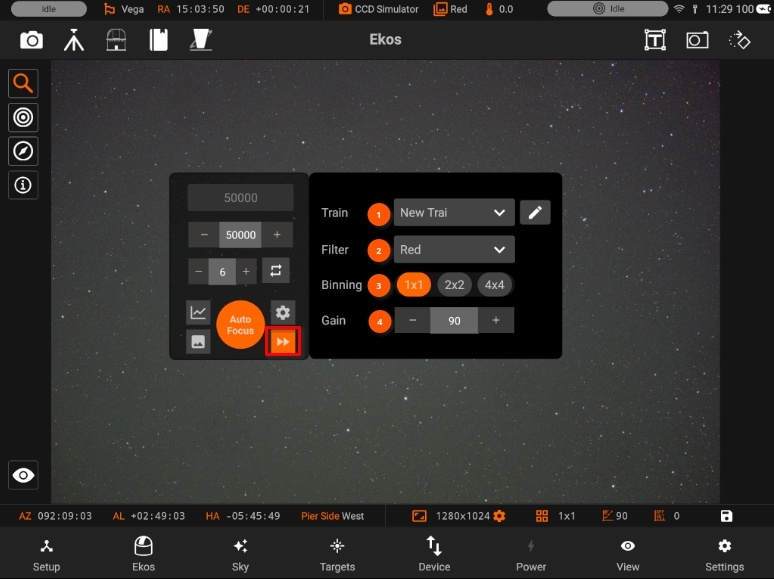 Idle Vega RA 15:03:50 DE +00:00:21 CCD Simulator Red 0.0 Idle 11:29 100
Ekos
50000
50000
6
Auto
Focus
Train 1 New Trai
Filter 2 Red
Binning 3 1x1 2x2 4x4
Gain 4 − 90 +
AZ 092:09:03 AL +02:49:03 HA -05:45:49 Pier Side West 1280x1024 1x1 90 0
Setup Ekos Sky Targets Device Power View Settings